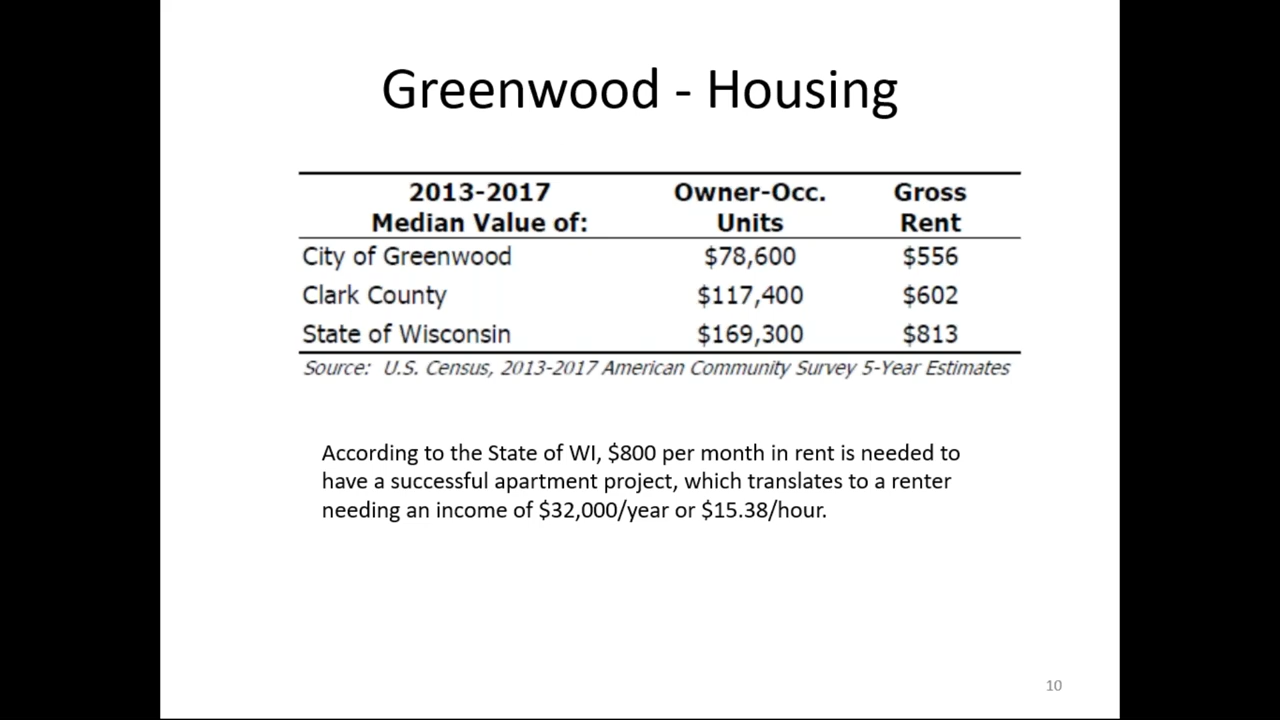 Greenwood - Housing
2013-2017 Owner-Occ. Gross
Median Value of: Units Rent
City of Greenwood $78,600 $556
Clark County $117,400 $602
State of Wisconsin $169,300 $813
Source: U.S. Census, 2013-2017 American Community Survey 5-Year Estimates
According to the State of WI, $800 per month in rent is needed to
have a successful apartment project, which translates to a renter
needing an income of $32,000/year or $15.38/hour.
10